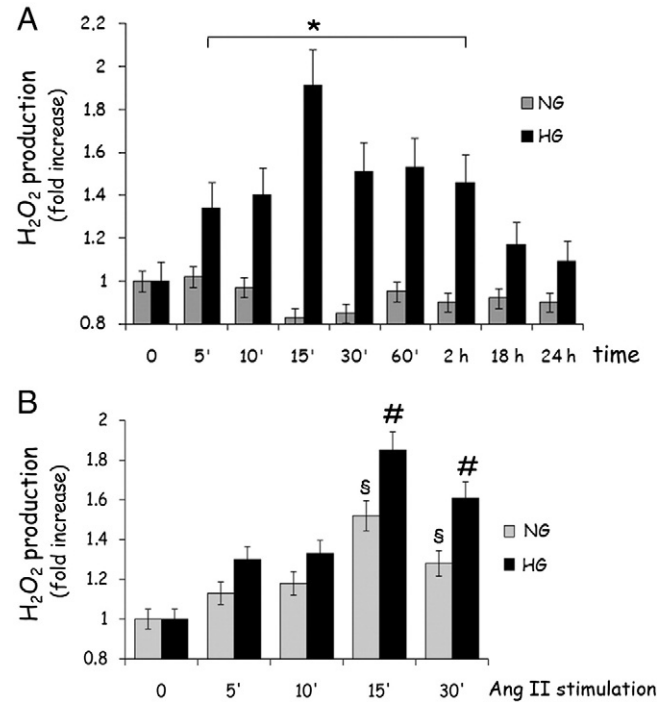 A
H₂O₂ production
(fold increase)
2,2
2
1.8
1.6
1.4
1.2
1
0.8
*
NG
HG
0 5' 10' 15' 30' 60' 2 h 18 h 24 h time
B
H₂O₂ production
(fold increase)
2
1.8
1.6
1.4
1.2
1
0.8
§ # § #
NG
HG
0 5' 10' 15' 30' Ang II stimulation